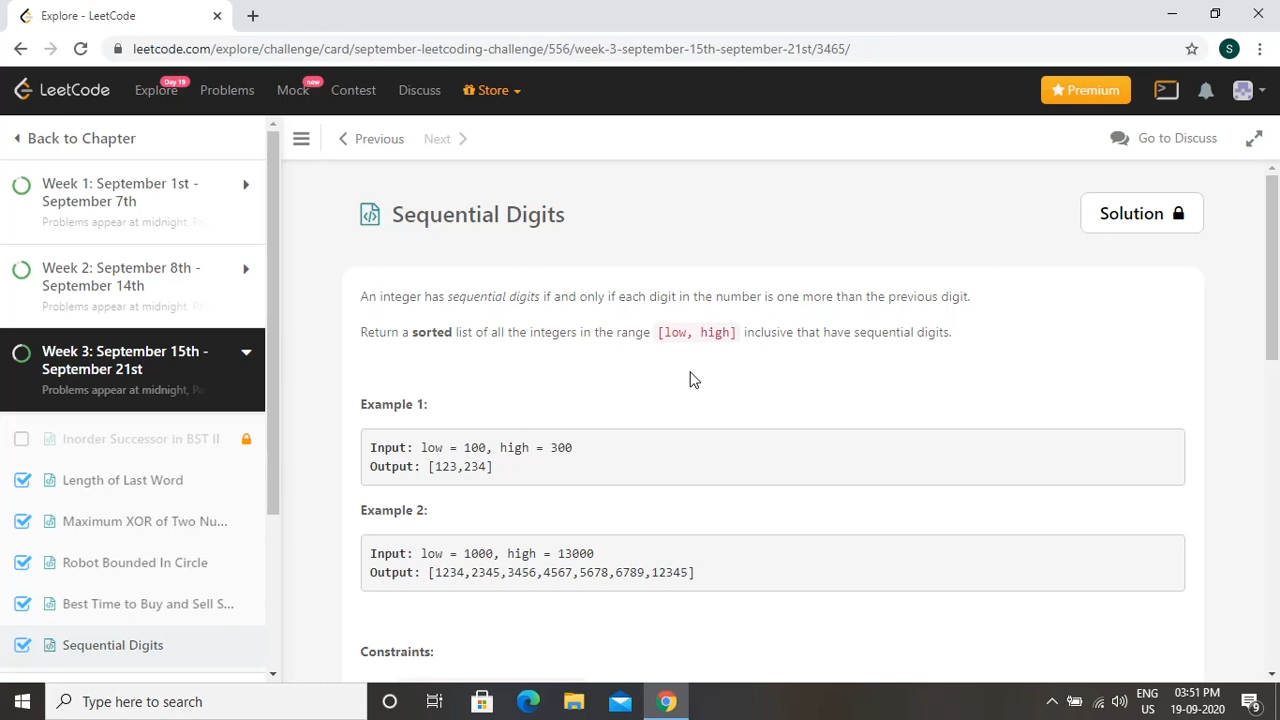 Explore - LeetCode
leetcode.com/explore/challenge/card/september-leetcoding-challenge/556/week-3-september-15th-september-21st/3465/
S
LeetCode
Explore
Day 19
Problems
Mock
new
Contest
Discuss
Store
Premium
Back to Chapter
Previous
Next
Go to Discuss
Week 1: September 1st -
September 7th
Problems appear at midnight,
Week 2: September 8th -
September 14th
Problems appear at midnight,
Week 3: September 15th -
September 21st
Problems appear at midnight,
Inorder Successor in BST II
Length of Last Word
Maximum XOR of Two Nu...
Robot Bounded In Circle
Best Time to Buy and Sell S...
Sequential Digits
Sequential Digits
Solution
An integer has sequential digits if and only if each digit in the number is one more than the previous digit.
Return a sorted list of all the integers in the range [low, high] inclusive that have sequential digits.
Example 1:
Input: low = 100, high = 300
Output: [123,234]
Example 2:
Input: low = 1000, high = 13000
Output: [1234,2345,3456,4567,5678,6789,12345]
Constraints:
Type here to search
ENG
US
03:51 PM
19-09-2020
9